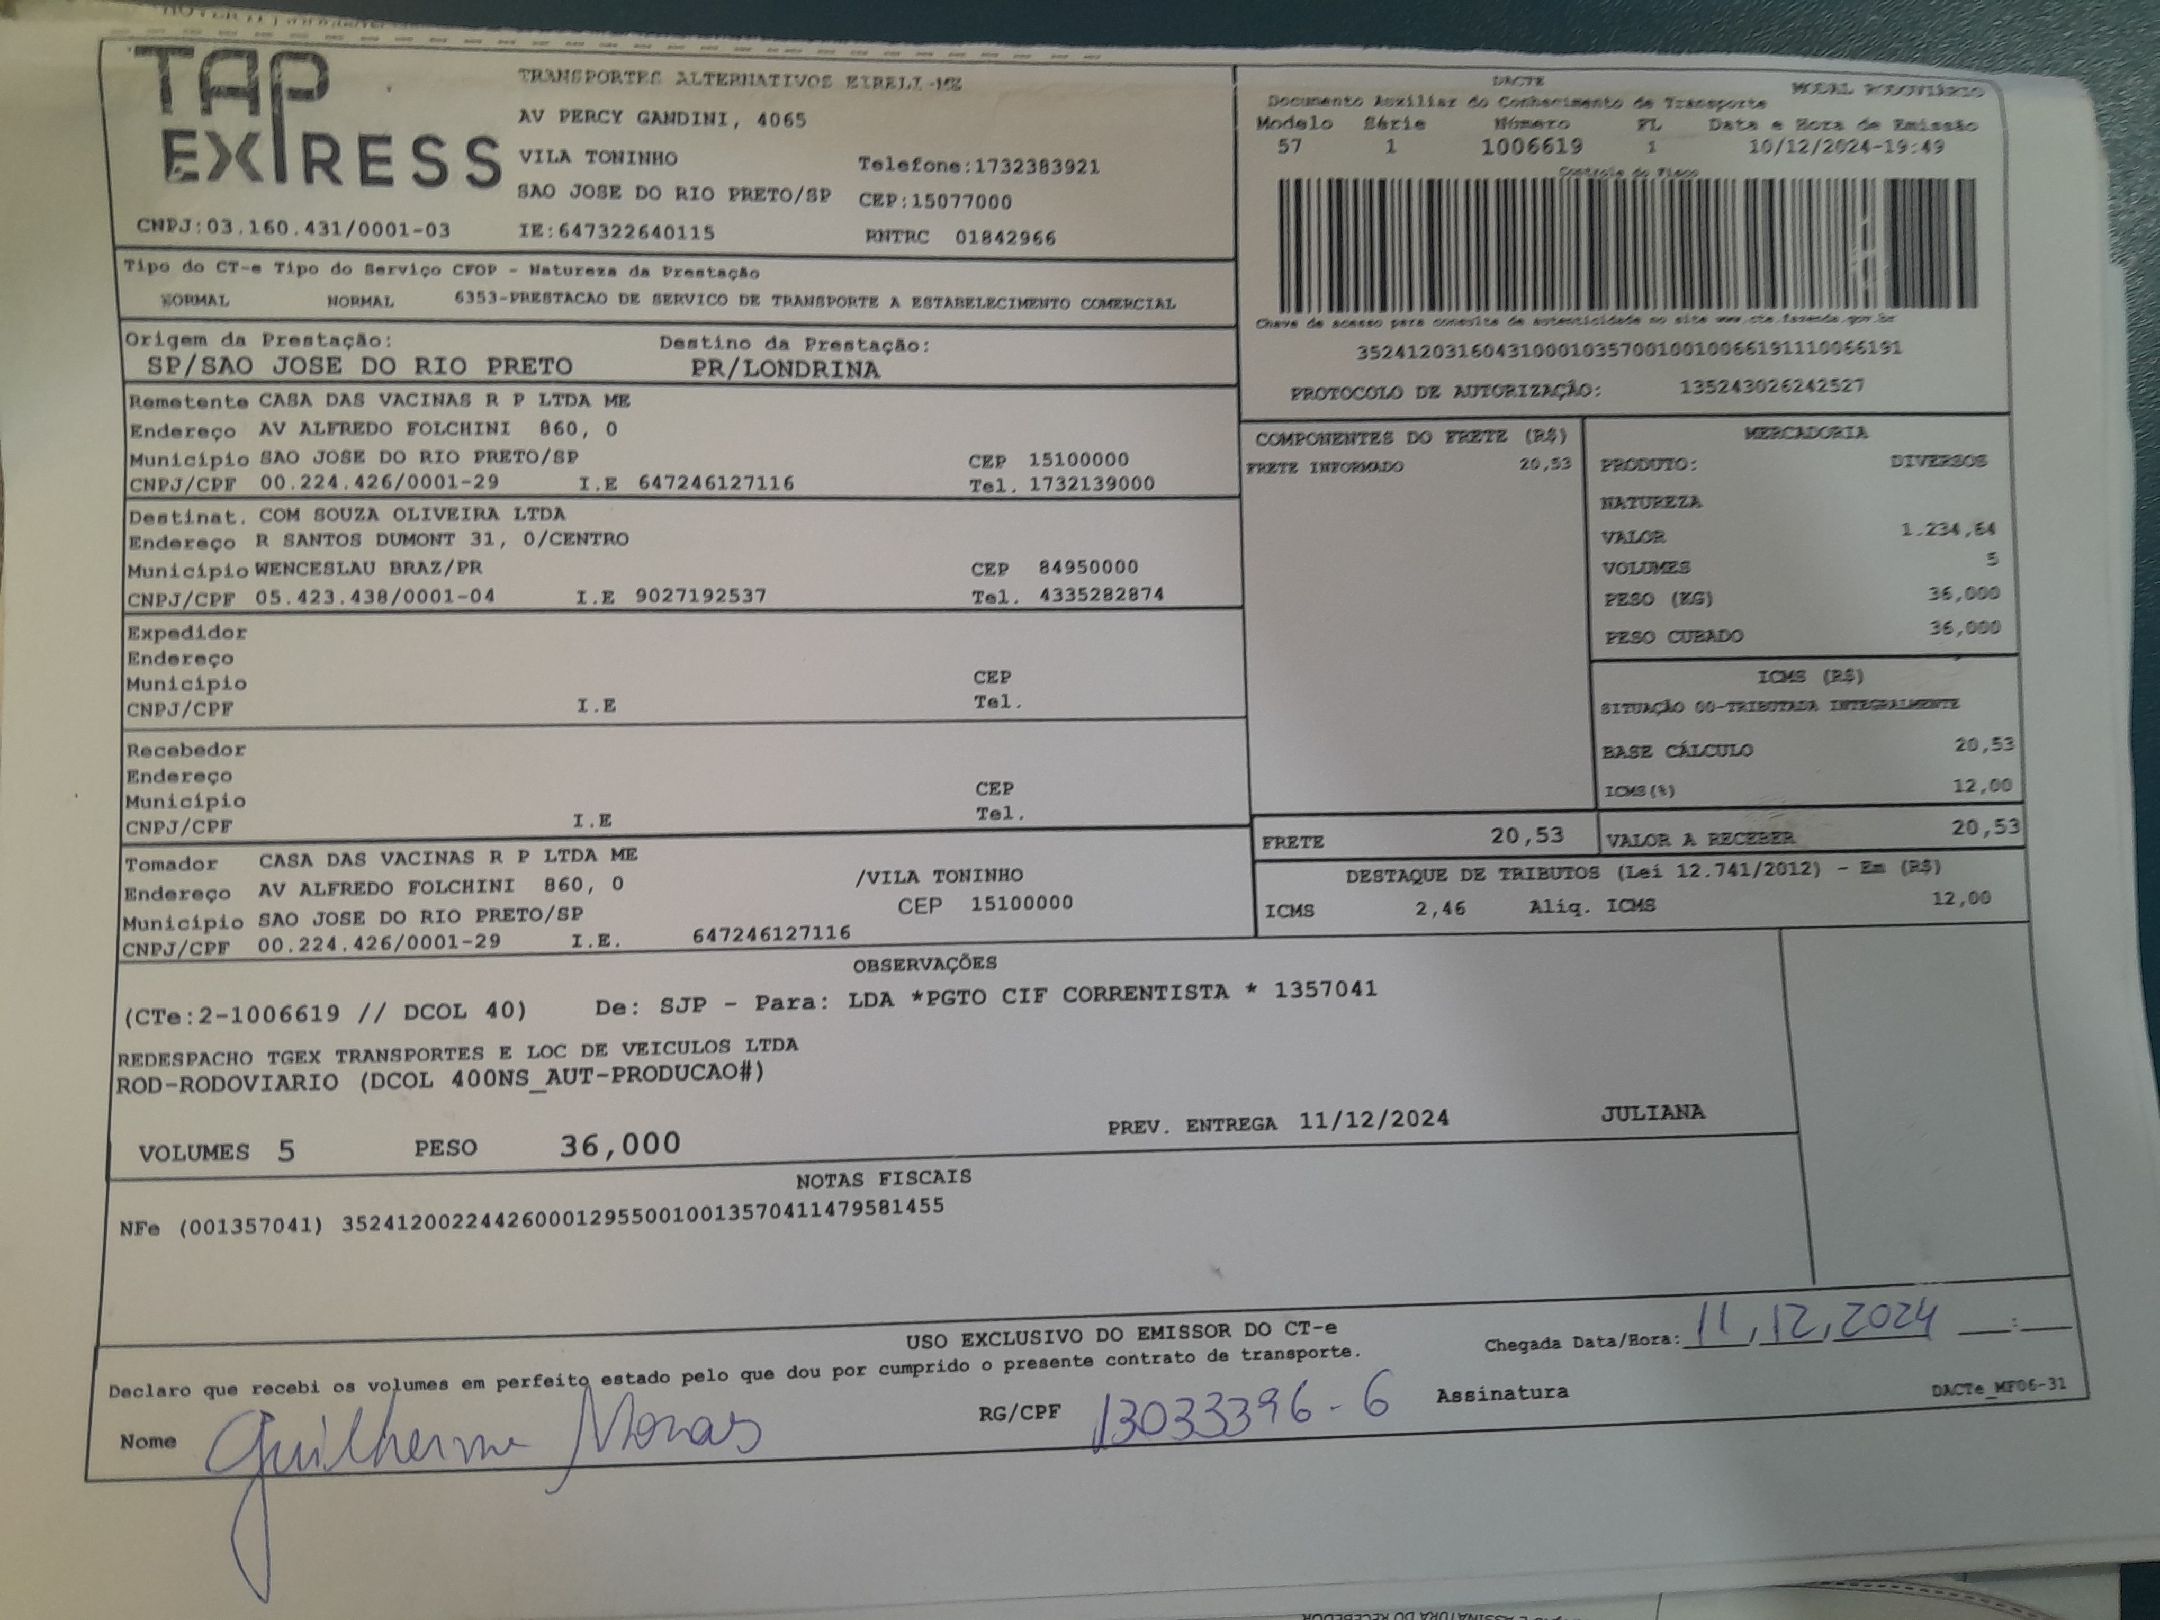 TAP
EXPRESS
TRANSPORTES ALTERNATIVOS EIRELI-ME
AV PERCY GANDINI, 4065
VILA TONINHO Telefone:1732383921
SAO JOSE DO RIO PRETO/SP CEP:15077000
CNPJ:03.160.431/0001-03 IE:647322640115 RNTRC 01842966
DACTE MODAL RODOVIÁRIO
Documento Auxiliar do Conhecimento de Transporte
Modelo Série Número FL Data e Hora de Emissão
57 1 1006619 1 10/12/2024-19:49
Controle do Fisco
Chave de acesso para consulta de autenticidade no site www.cte.fazenda.gov.br
35241203160431000103570010010066191110066191
PROTOCOLO DE AUTORIZAÇÃO: 135243026242527
Tipo do CT-e Tipo do Serviço CFOP - Natureza da Prestação
NORMAL NORMAL 6353-PRESTACAO DE SERVICO DE TRANSPORTE A ESTABELECIMENTO COMERCIAL
Origem da Prestação: Destino da Prestação:
SP/SAO JOSE DO RIO PRETO PR/LONDRINA
Remetente CASA DAS VACINAS R P LTDA ME
Endereço AV ALFREDO FOLCHINI 860, 0
Município SAO JOSE DO RIO PRETO/SP CEP 15100000
CNPJ/CPF 00.224.426/0001-29 I.E 647246127116 Tel. 1732139000
Destinat. COM SOUZA OLIVEIRA LTDA
Endereço R SANTOS DUMONT 31, 0/CENTRO
Município WENCESLAU BRAZ/PR CEP 84950000
CNPJ/CPF 05.423.438/0001-04 I.E 9027192537 Tel. 4335282874
Expedidor
Endereço
Município CEP
CNPJ/CPF I.E Tel.
Recebedor
Endereço
Município CEP
CNPJ/CPF I.E Tel.
Tomador CASA DAS VACINAS R P LTDA ME
Endereço AV ALFREDO FOLCHINI 860, 0 /VILA TONINHO
Município SAO JOSE DO RIO PRETO/SP CEP 15100000
CNPJ/CPF 00.224.426/0001-29 I.E. 647246127116
COMPONENTES DO FRETE (R$)
FRETE INFORMADO 20,53
MERCADORIA
PRODUTO: DIVERSOS
NATUREZA
VALOR 1.234,64
VOLUMES 5
PESO (KG) 36,000
PESO CUBADO 36,000
ICMS (R$)
SITUAÇÃO 00-TRIBUTADA INTEGRALMENTE
BASE CÁLCULO 20,53
ICMS(%) 12,00
FRETE 20,53 VALOR A RECEBER 20,53
DESTAQUE DE TRIBUTOS (Lei 12.741/2012) - Em (R$)
ICMS 2,46 Aliq. ICMS 12,00
OBSERVAÇÕES
(CTe:2-1006619 // DCOL 40) De: SJP - Para: LDA *PGTO CIF CORRENTISTA * 1357041
REDESPACHO TGEX TRANSPORTES E LOC DE VEICULOS LTDA
ROD-RODOVIARIO (DCOL 400NS_AUT-PRODUCAO#)
VOLUMES 5 PESO 36,000 PREV. ENTREGA 11/12/2024 JULIANA
NOTAS FISCAIS
NFe (001357041) 35241200224426000129550010013570411479581455
USO EXCLUSIVO DO EMISSOR DO CT-e
Chegada Data/Hora: 11,12,2024 :
Declaro que recebi os volumes em perfeito estado pelo que dou por cumprido o presente contrato de transporte.
Nome Guilherme RG/CPF 13033396-6 Assinatura DACTe_MF06-31